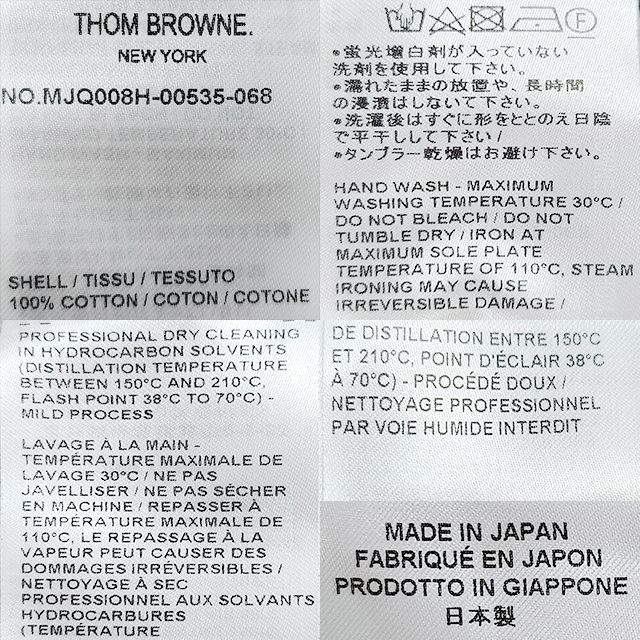 THOM BROWNE.
NEW YORK
NO.MJQ008H-00535-068
SHELL / TISSU / TESSUTO
100% COTTON / COTON / COTONE
F
*蛍光増白剤が入っていない
洗剤を使用して下さい。
*濡れたままの放置や、長時間
の浸漬はしないで下さい。
*洗濯後はすぐに形をととのえ日陰
で平干しして下さい /
*タンブラー乾燥はお避け下さい。
HAND WASH - MAXIMUM
WASHING TEMPERATURE 30°C /
DO NOT BLEACH / DO NOT
TUMBLE DRY / IRON AT
MAXIMUM SOLE PLATE
TEMPERATURE OF 110°C, STEAM
IRONING MAY CAUSE
IRREVERSIBLE DAMAGE /
PROFESSIONAL DRY CLEANING
IN HYDROCARBON SOLVENTS
(DISTILLATION TEMPERATURE
BETWEEN 150°C AND 210°C,
FLASH POINT 38°C TO 70°C) -
MILD PROCESS
LAVAGE À LA MAIN -
TEMPÉRATURE MAXIMALE DE
LAVAGE 30°C / NE PAS
JAVELLISER / NE PAS SÉCHER
EN MACHINE / REPASSER À
TEMPÉRATURE MAXIMALE DE
110°C, LE REPASSAGE À LA
VAPEUR PEUT CAUSER DES
DOMMAGES IRRÉVERSIBLES /
NETTOYAGE À SEC
PROFESSIONNEL AUX SOLVANTS
HYDROCARBURES
(TEMPÉRATURE
DE DISTILLATION ENTRE 150°C
ET 210°C, POINT D'ÉCLAIR 38°C
À 70°C) - PROCÉDÉ DOUX /
NETTOYAGE PROFESSIONNEL
PAR VOIE HUMIDE INTERDIT
MADE IN JAPAN
FABRIQUÉ EN JAPON
PRODOTTO IN GIAPPONE
日本製